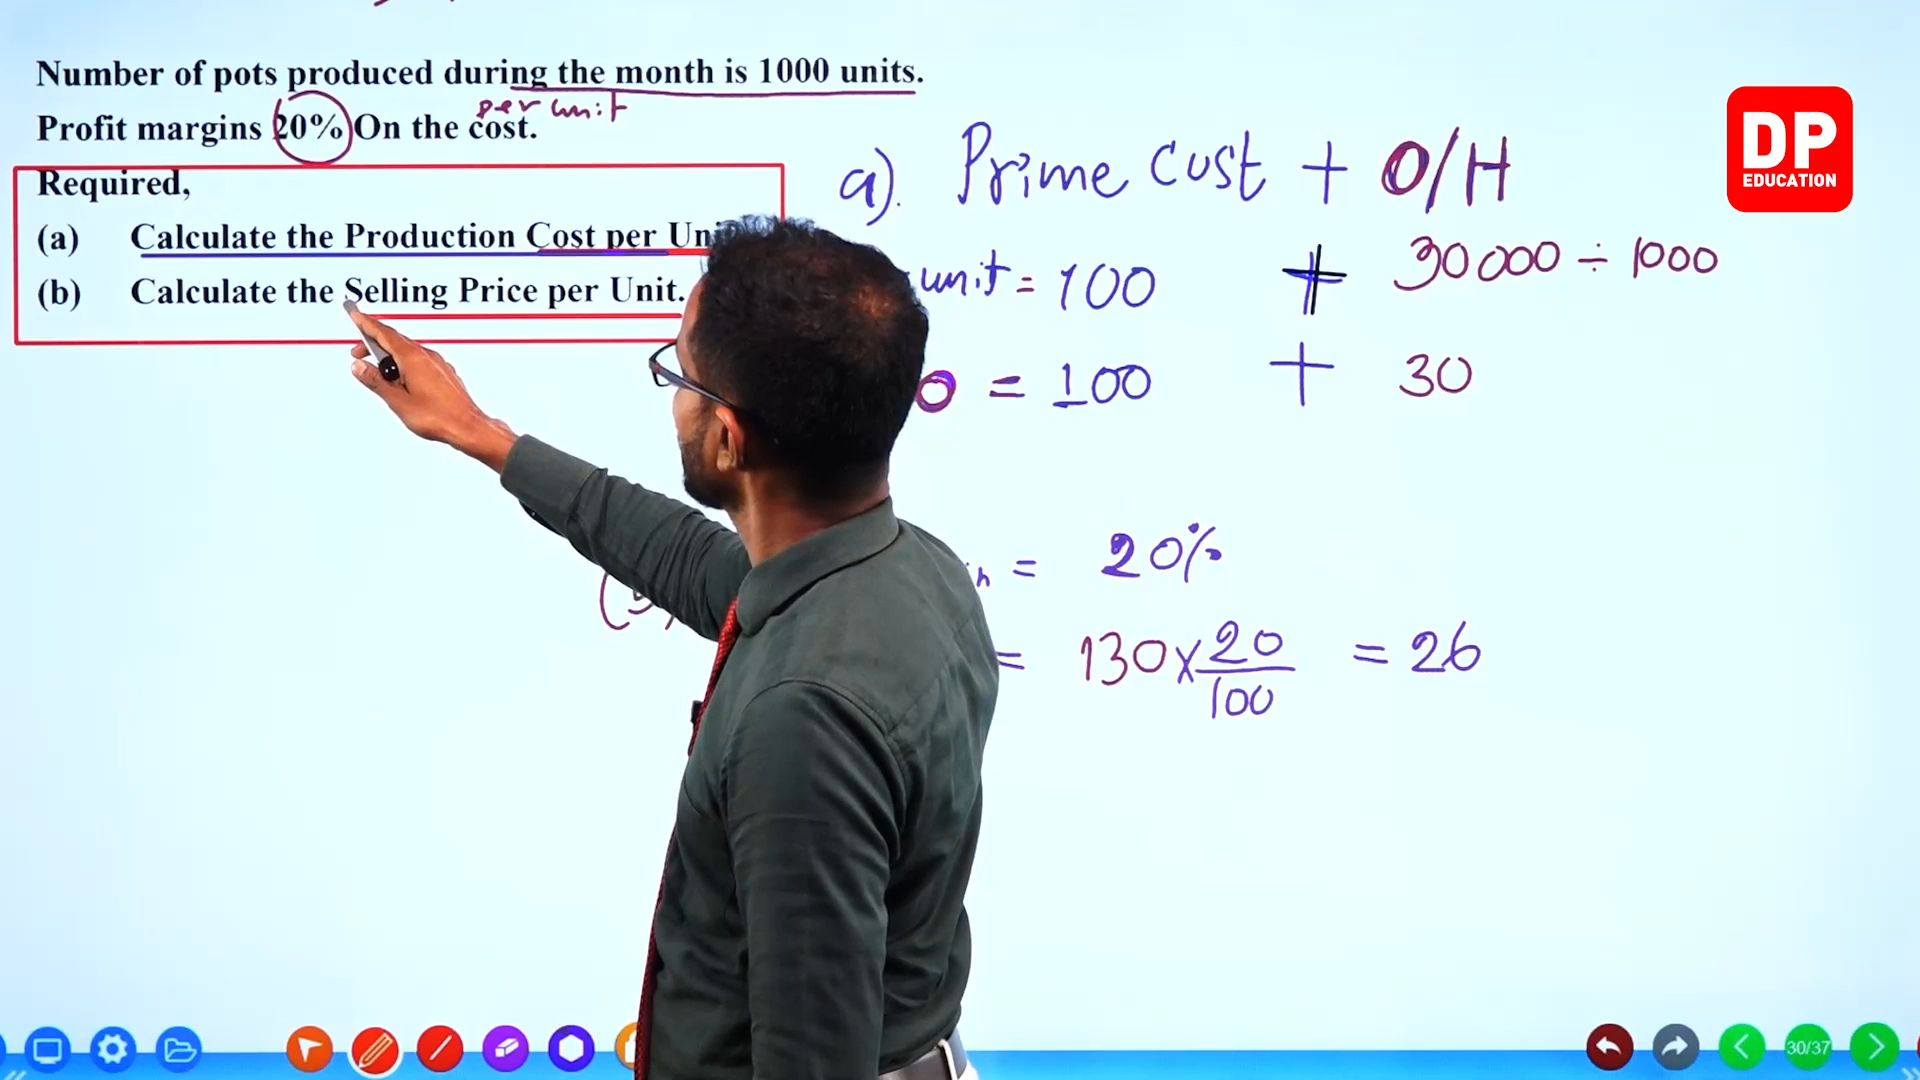 Number of pots produced during the month is 1000 units.
per unit
Profit margins 20% On the cost.
Required,
(a) Calculate the Production Cost per
(b) Calculate the Selling Price per Unit.
a). Prime Cost + O/H
unit = 100 + 30000 ÷ 1000
0 = 100 + 30
= 20%
= 130 x 20/100 = 26
DP
EDUCATION
30/37